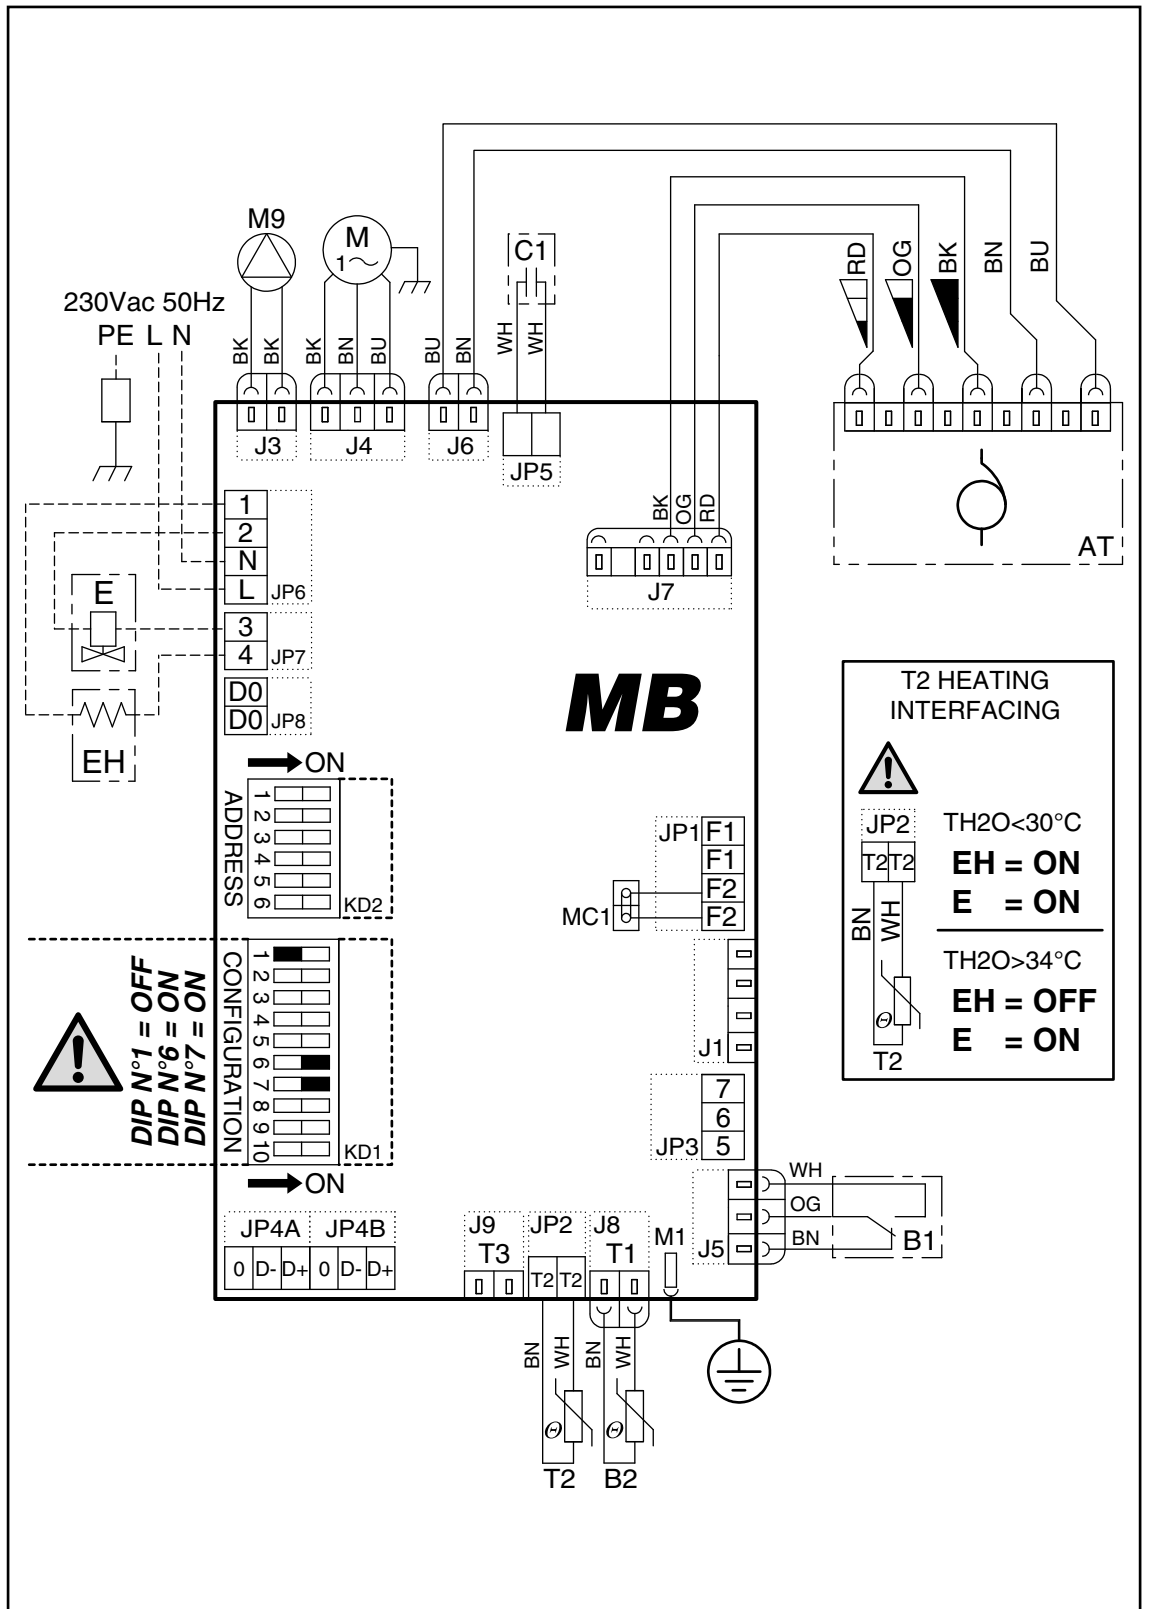 M9
M
1
C1
230Vac 50Hz
PE L N
BK
BK
BK
BN
BU
BU
BN
WH
WH
RD
OG
BK
BN
BU
J3
J4
J6
JP5
BK
OG
RD
J7
AT
1
2
N
L
JP6
E
3
4
JP7
D0
D0
JP8
EH
MB
ON
ADDRESS
1
2
3
4
5
6
KD2
DIP N°1 = OFF
DIP N°6 = ON
DIP N°7 = ON
CONFIGURATION
1
2
3
4
5
6
7
8
9
10
KD1
ON
JP1
F1
F1
F2
F2
MC1
J1
7
6
5
JP3
T2 HEATING
INTERFACING
JP2
T2 T2
BN
WH
Θ
T2
TH2O<30°C
EH = ON
E = ON
TH2O>34°C
EH = OFF
E = ON
WH
OG
BN
J5
B1
JP4A JP4B
0 D- D+ 0 D- D+
J9
T3
JP2
T2 T2
J8
T1
M1
BN
WH
BN
WH
Θ
Θ
T2
B2